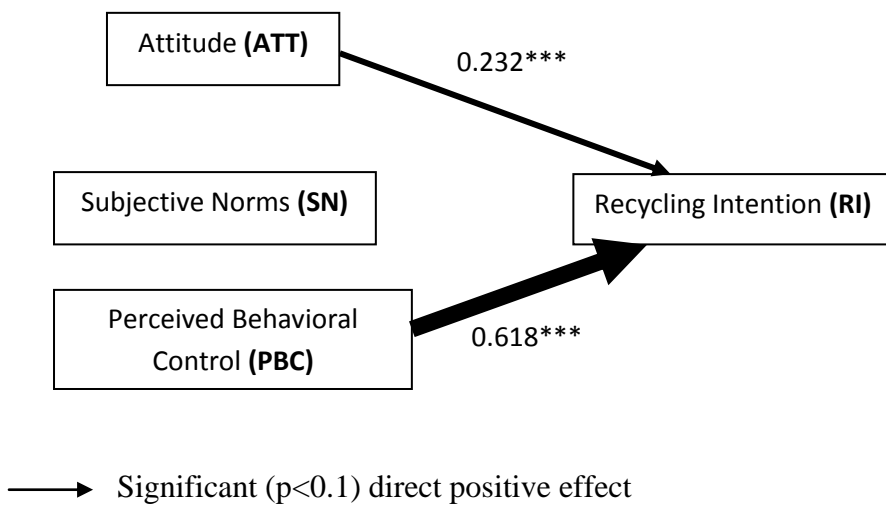 Attitude (ATT)
0.232***
Subjective Norms (SN)
Recycling Intention (RI)
Perceived Behavioral
Control (PBC)
0.618***
Significant (p<0.1) direct positive effect